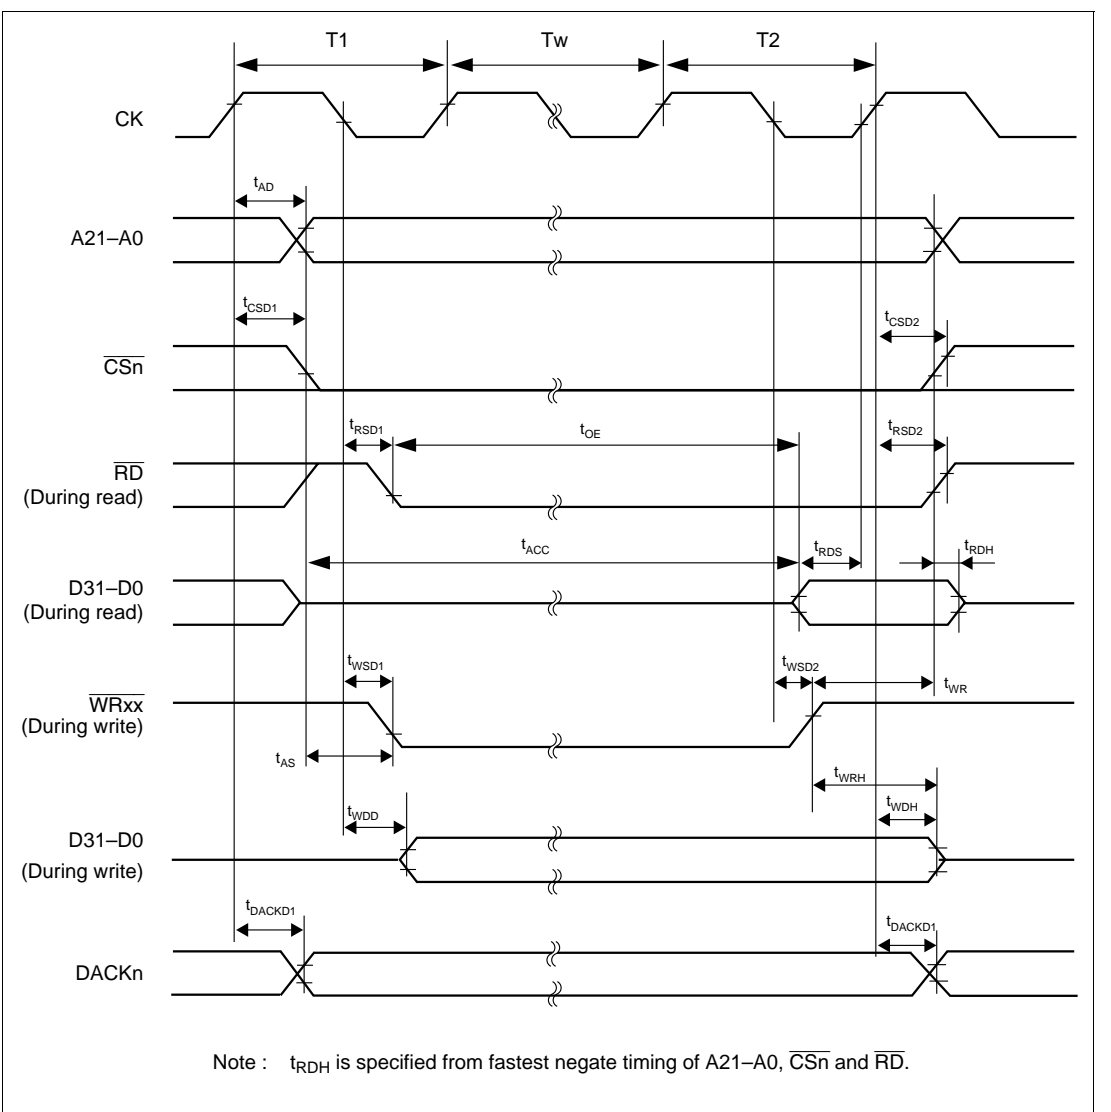 T1 Tw T2
CK
tAD
A21–A0
tCSD1 tCSD2
CSn
tRSD1 tOE tRSD2
RD
(During read)
tACC tRDS tRDH
D31–D0
(During read)
tWSD1 tWSD2
tWR
WRxx
(During write)
tAS
tWRH
tWDD tWDH
D31–D0
(During write)
tDACKD1 tDACKD1
DACKn
Note : tRDH is specified from fastest negate timing of A21–A0, CSn and RD.